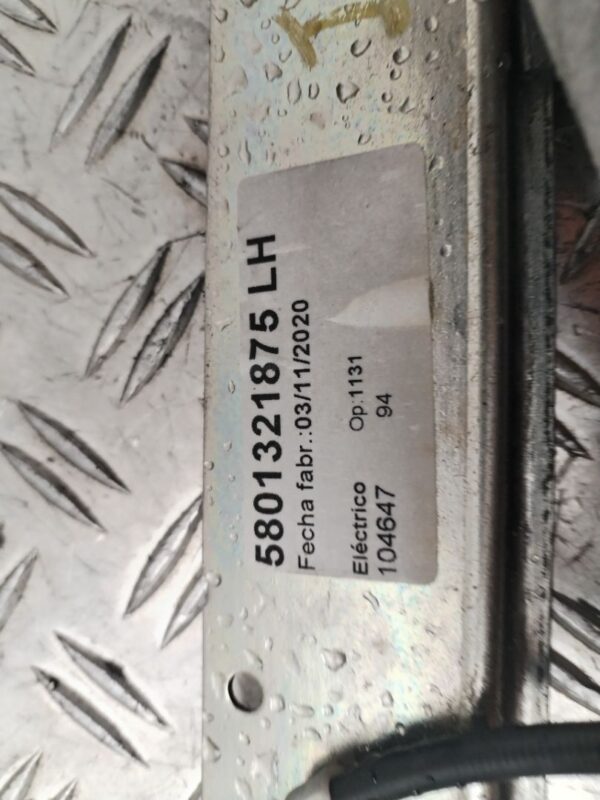 5801321875 LH
Fecha fabr.:03/11/2020
Eléctrico Op:1131
104647 94